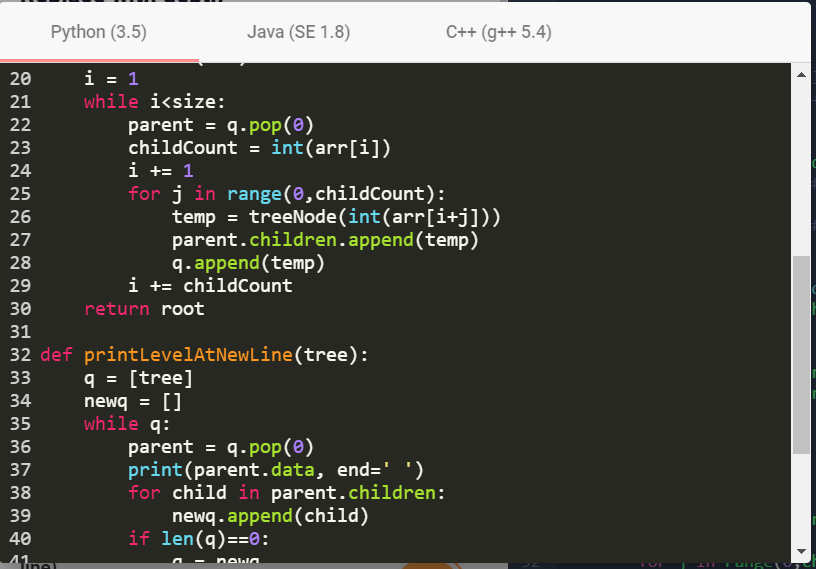 Python (3.5) Java (SE 1.8) C++ (g++ 5.4)
20     i = 1
21     while i<size:
22         parent = q.pop(0)
23         childCount = int(arr[i])
24         i += 1
25         for j in range(0,childCount):
26             temp = treeNode(int(arr[i+j]))
27             parent.children.append(temp)
28             q.append(temp)
29         i += childCount
30     return root
31
32 def printLevelAtNewLine(tree):
33     q = [tree]
34     newq = []
35     while q:
36         parent = q.pop(0)
37         print(parent.data, end=' ')
38         for child in parent.children:
39             newq.append(child)
40         if len(q)==0:
41             q = newq
line)